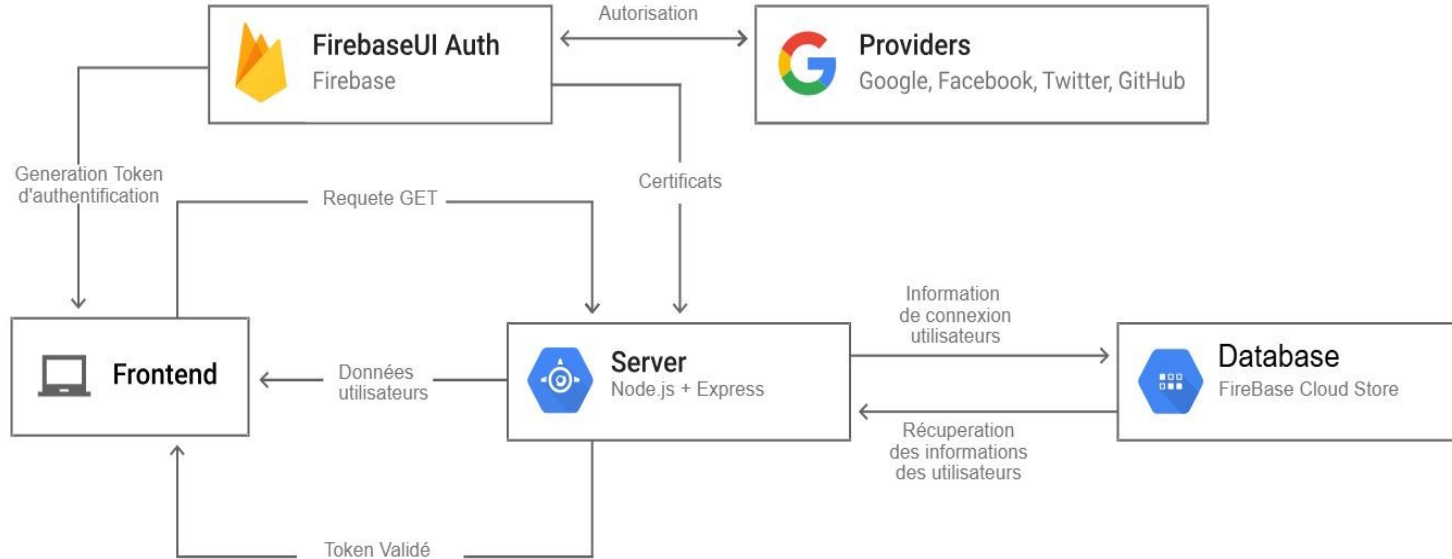 Autorisation
FirebaseUI Auth
Firebase
Providers
Google, Facebook, Twitter, GitHub
Generation Token
d'authentification
Requete GET
Certificats
Frontend
Données
utilisateurs
Server
Node.js + Express
Information
de connexion
utilisateurs
Database
FireBase Cloud Store
Récuperation
des informations
des utilisateurs
Token Validé